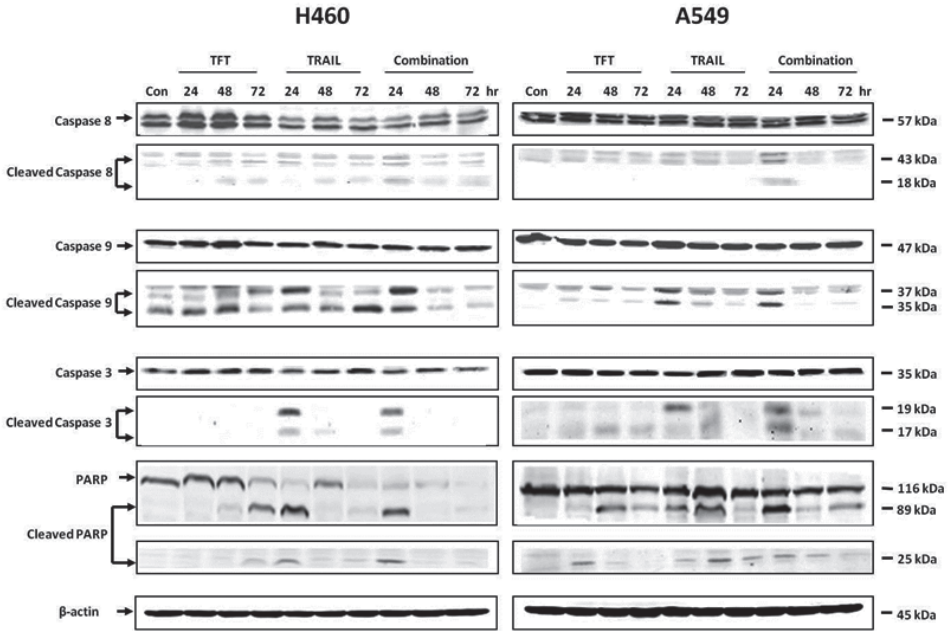 H460 A549
TFT TRAIL Combination TFT TRAIL Combination
Con 24 48 72 24 48 72 24 48 72 hr Con 24 48 72 24 48 72 24 48 72 hr
Caspase 8 57 kDa
Cleaved Caspase 8 43 kDa
18 kDa
Caspase 9 47 kDa
Cleaved Caspase 9 37 kDa
35 kDa
Caspase 3 35 kDa
Cleaved Caspase 3 19 kDa
17 kDa
PARP 116 kDa
89 kDa
Cleaved PARP
25 kDa
β-actin 45 kDa